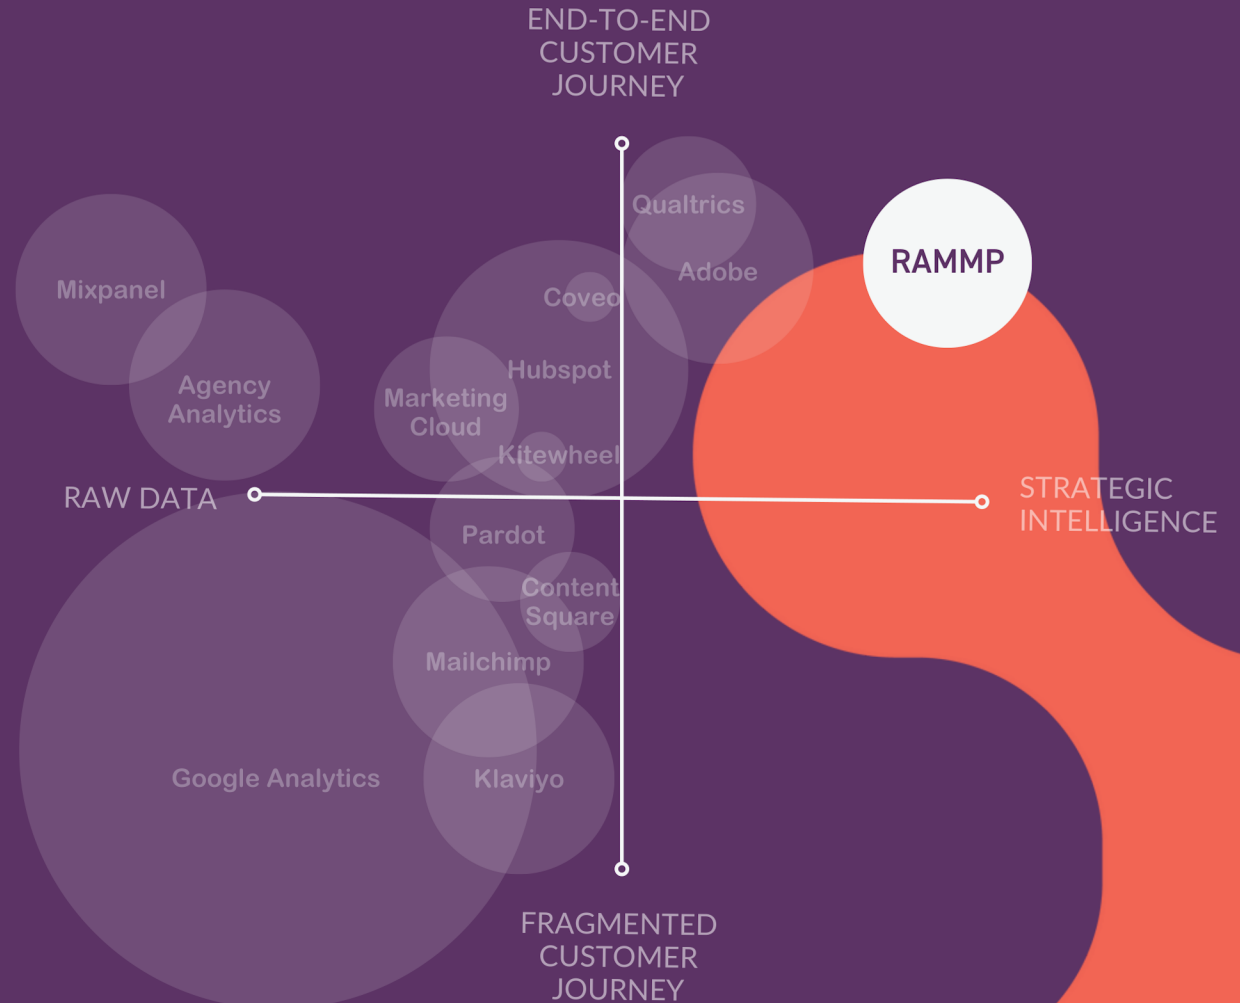 END-TO-END
CUSTOMER
JOURNEY
Qualtrics
RAMMP
Adobe
Mixpanel
Coveo
Hubspot
Agency
Analytics
Marketing
Cloud
Kitewheel
RAW DATA
STRATEGIC
INTELLIGENCE
Pardot
Content
Square
Mailchimp
Google Analytics
Klaviyo
FRAGMENTED
CUSTOMER
JOURNEY